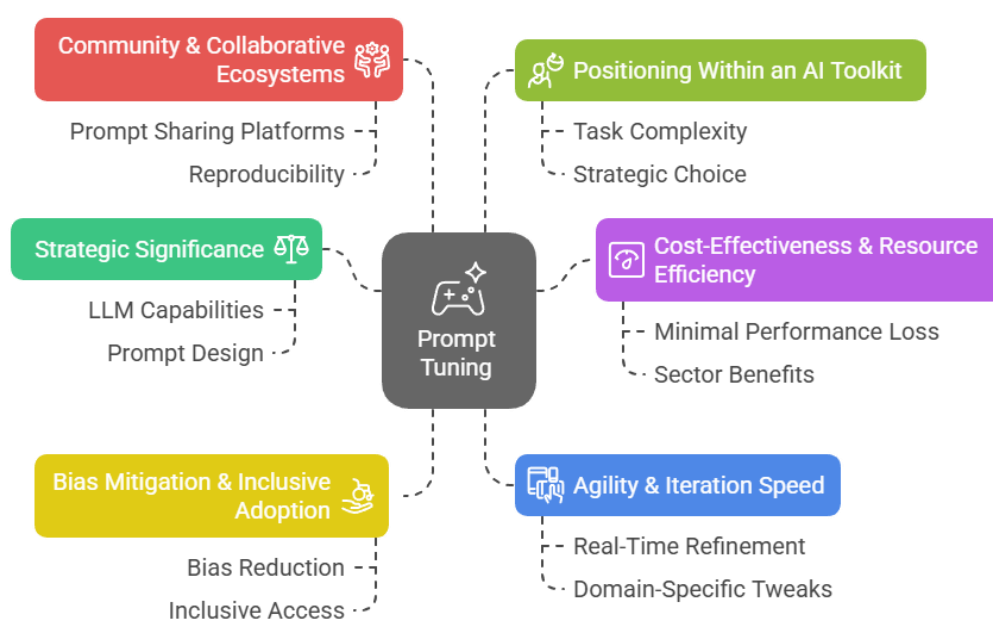 Community & Collaborative
Ecosystems
Prompt Sharing Platforms
Reproducibility
Positioning Within an AI Toolkit
Task Complexity
Strategic Choice
Strategic Significance
LLM Capabilities
Prompt Design
Cost-Effectiveness & Resource
Efficiency
Minimal Performance Loss
Sector Benefits
Prompt
Tuning
Bias Mitigation & Inclusive
Adoption
Bias Reduction
Inclusive Access
Agility & Iteration Speed
Real-Time Refinement
Domain-Specific Tweaks